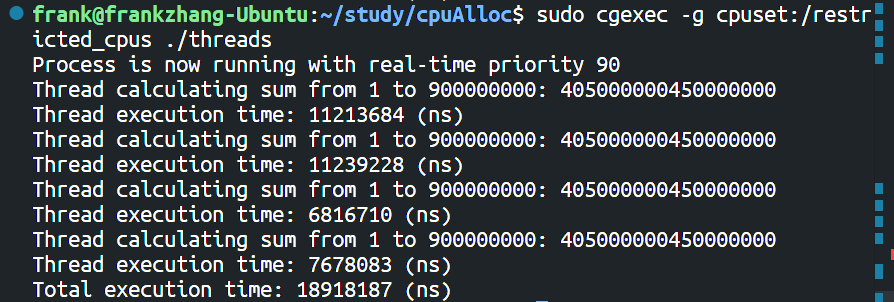 frank@frankzhang-Ubuntu:~/study/cpuAlloc$ sudo cgexec -g cpuset:/restr
icted_cpus ./threads
Process is now running with real-time priority 90
Thread calculating sum from 1 to 900000000: 405000000450000000
Thread execution time: 11213684 (ns)
Thread calculating sum from 1 to 900000000: 405000000450000000
Thread execution time: 11239228 (ns)
Thread calculating sum from 1 to 900000000: 405000000450000000
Thread execution time: 6816710 (ns)
Thread calculating sum from 1 to 900000000: 405000000450000000
Thread execution time: 7678083 (ns)
Total execution time: 18918187 (ns)